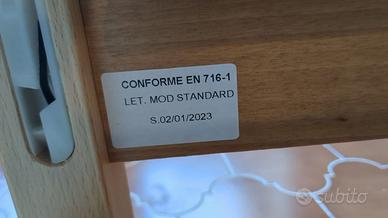 CONFORME EN 716-1
LET. MOD STANDARD
S.02/01/2023
subito